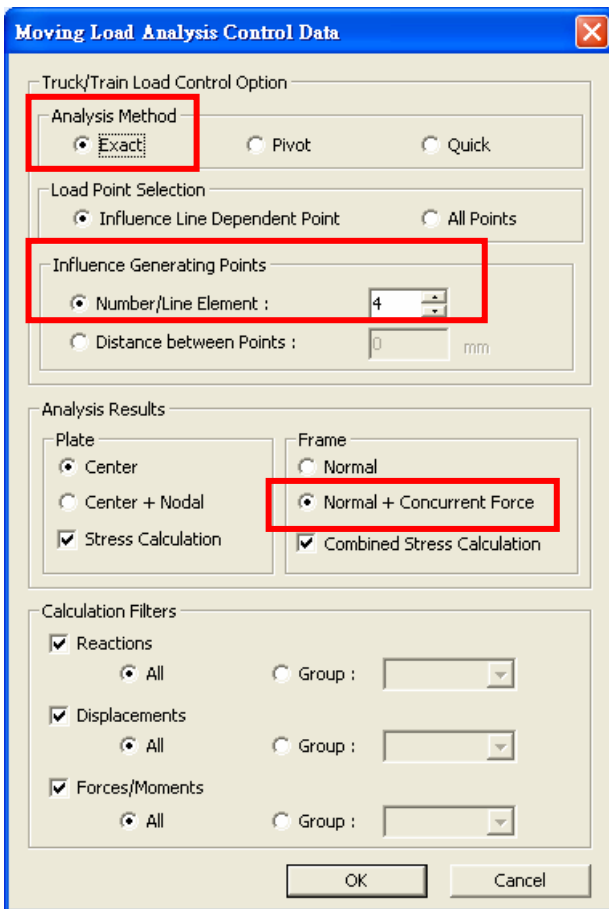 Moving Load Analysis Control Data
Truck/Train Load Control Option
Analysis Method
Exact Pivot Quick
Load Point Selection
Influence Line Dependent Point All Points
Influence Generating Points
Number/Line Element : 4
Distance between Points : 0 mm
Analysis Results
Plate Frame
Center Normal
Center + Nodal Normal + Concurrent Force
Stress Calculation Combined Stress Calculation
Calculation Filters
Reactions
All Group :
Displacements
All Group :
Forces/Moments
All Group :
OK Cancel